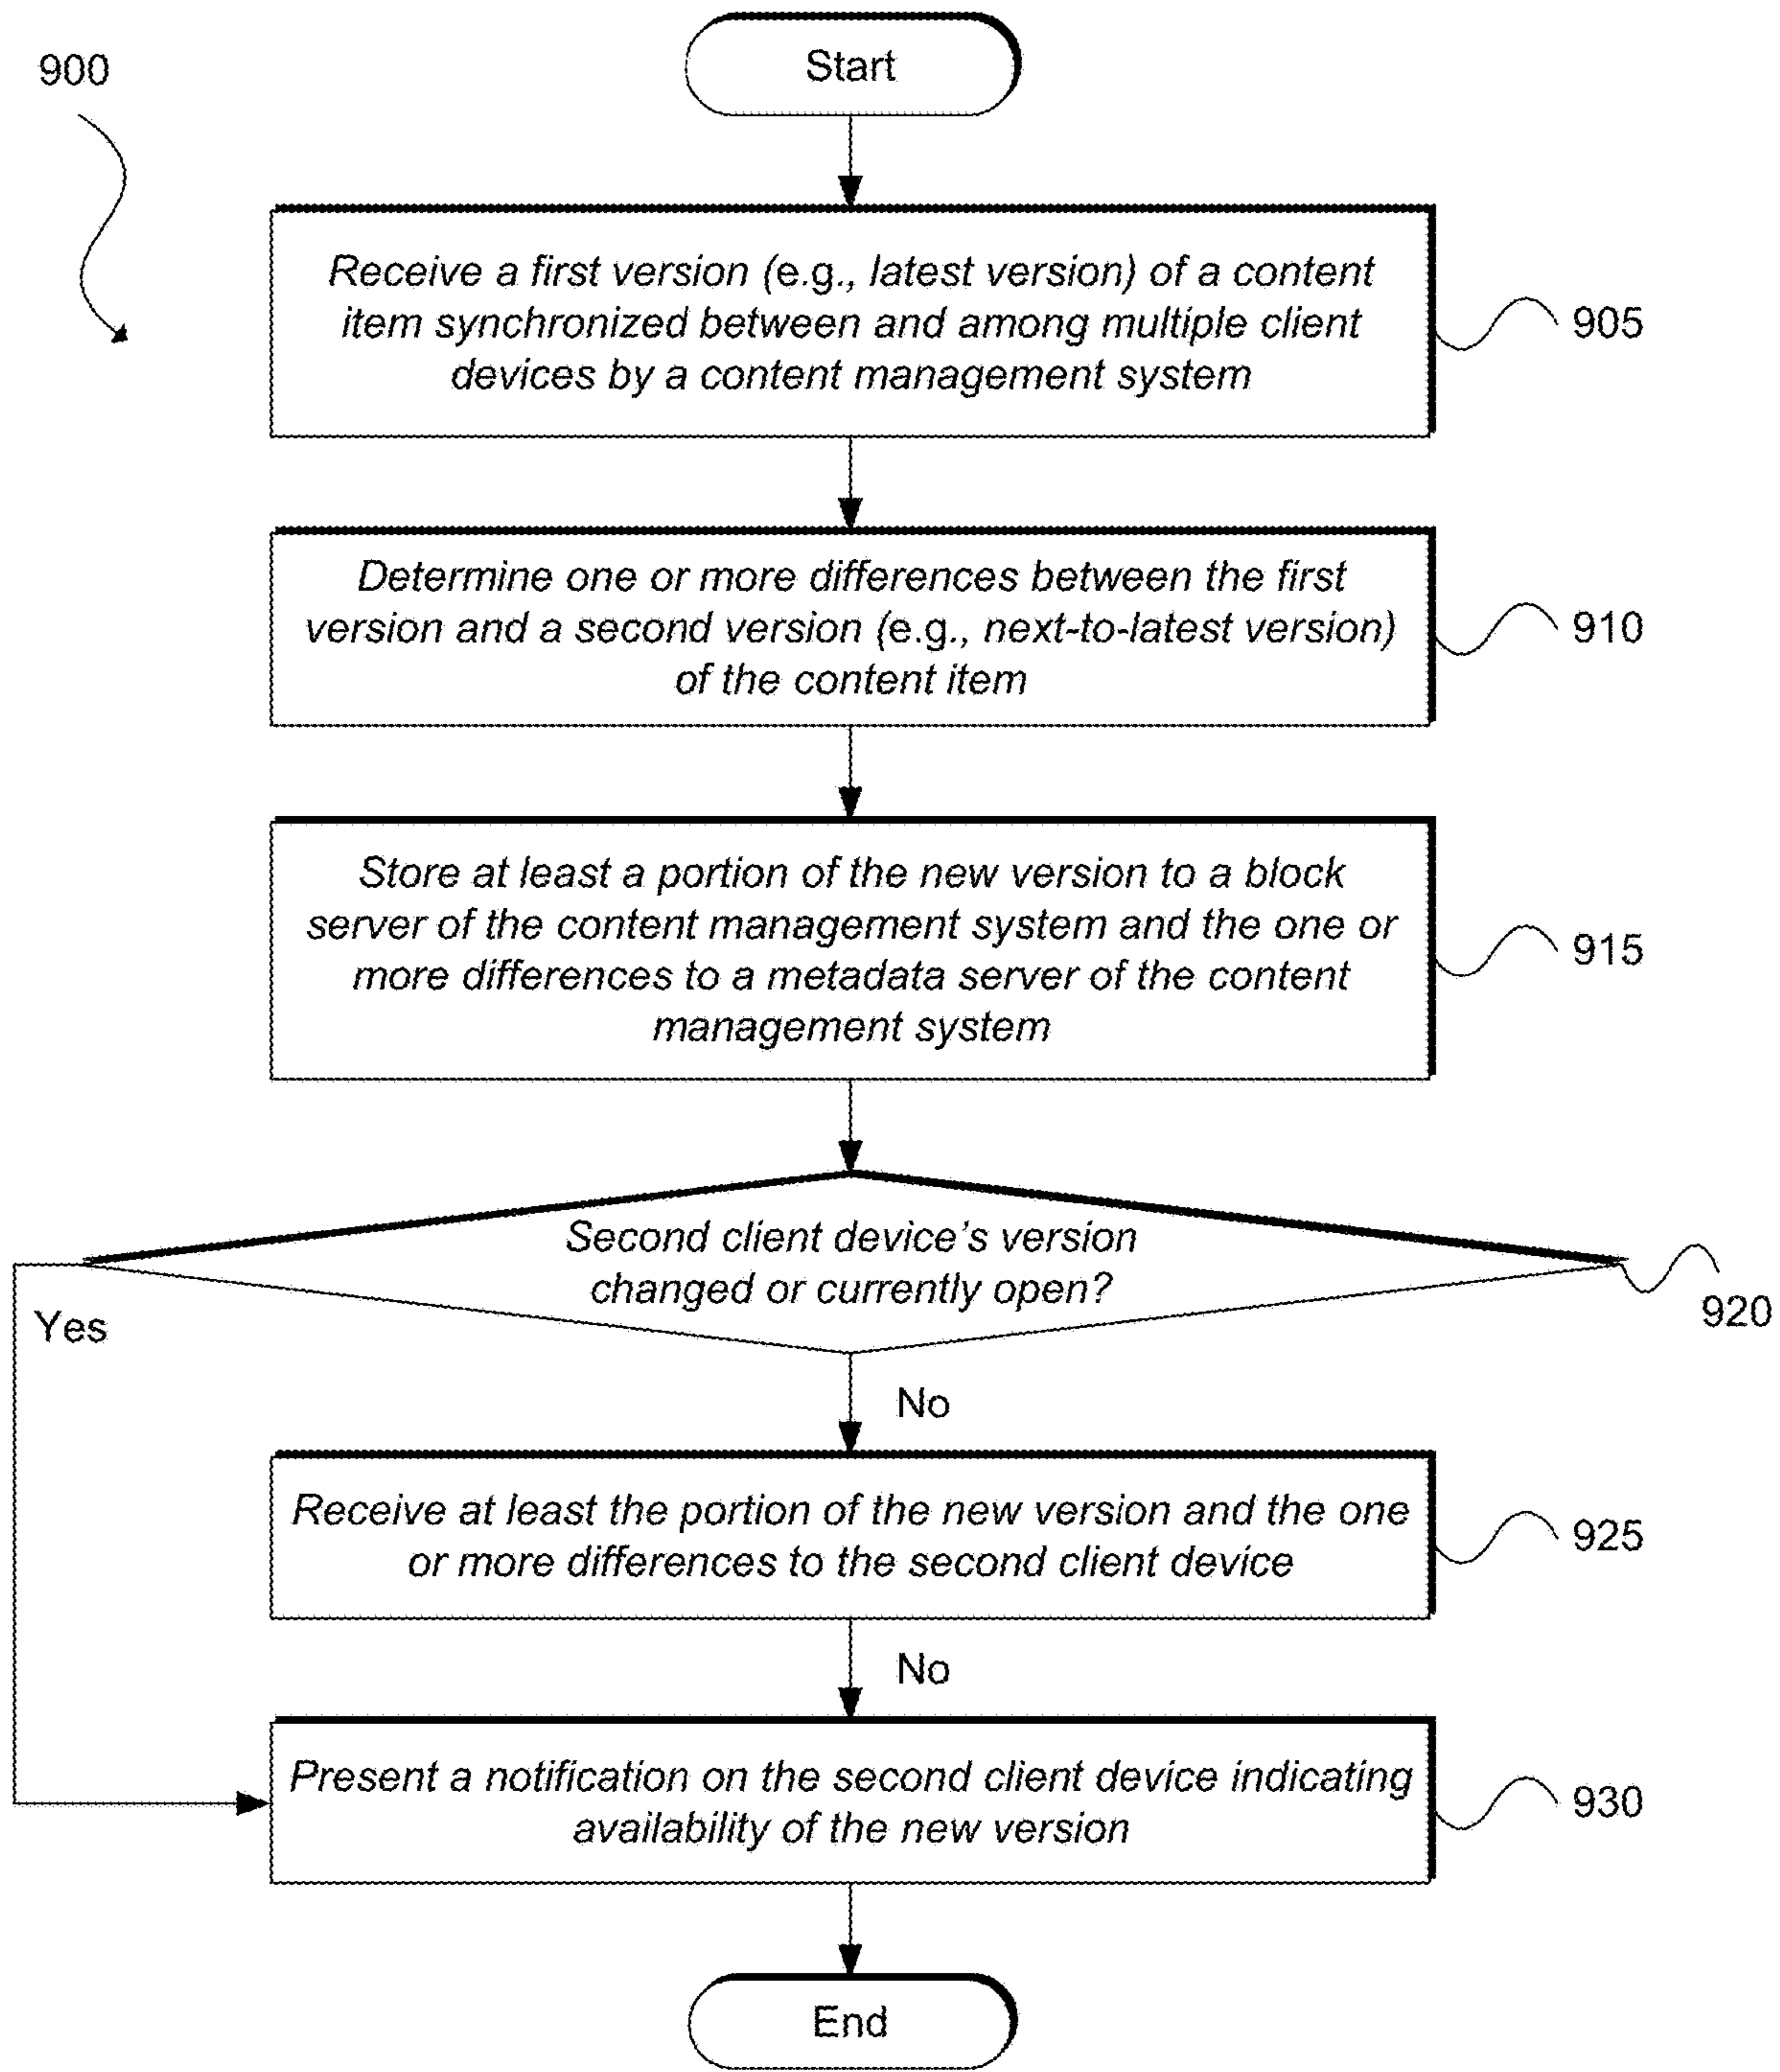 900
Start
Receive a first version (e.g., latest version) of a content
item synchronized between and among multiple client
devices by a content management system
905
Determine one or more differences between the first
version and a second version (e.g., next-to-latest version)
of the content item
910
Store at least a portion of the new version to a block
server of the content management system and the one or
more differences to a metadata server of the content
management system
915
Second client device's version
changed or currently open?
920
Yes
No
Receive at least the portion of the new version and the one
or more differences to the second client device
925
No
Present a notification on the second client device indicating
availability of the new version
930
End